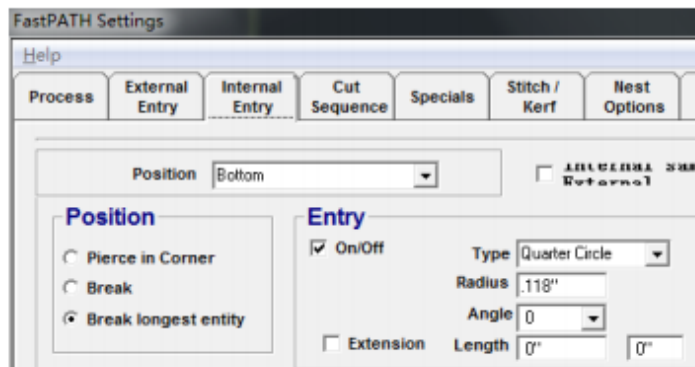 FastPATH Settings
Help
Process
External Entry
Internal Entry
Cut Sequence
Specials
Stitch / Kerf
Nest Options
Position Bottom
Position
Pierce in Corner
Break
Break longest entity
Entry
On/Off
Type Quarter Circle
Radius .118"
Angle 0
Extension Length 0" 0"